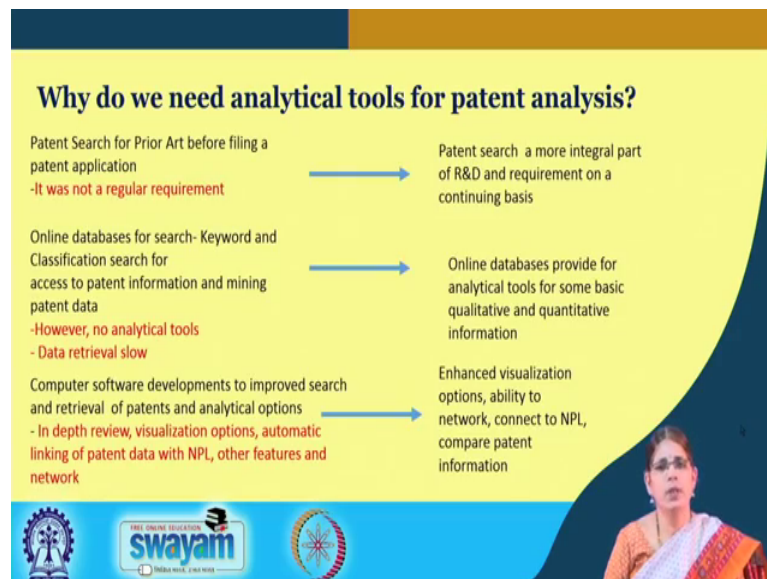 Why do we need analytical tools for patent analysis?
Patent Search for Prior Art before filing a
patent application
-It was not a regular requirement
Patent search a more integral part
of R&D and requirement on a
continuing basis
Online databases for search- Keyword and
Classification search for
access to patent information and mining
patent data
-However, no analytical tools
- Data retrieval slow
Online databases provide for
analytical tools for some basic
qualitative and quantitative
information
Computer software developments to improved search
and retrieval of patents and analytical options
- In depth review, visualization options, automatic
linking of patent data with NPL, other features and
network
Enhanced visualization
options, ability to
network, connect to NPL,
compare patent
information
FREE ONLINE EDUCATION
swayam